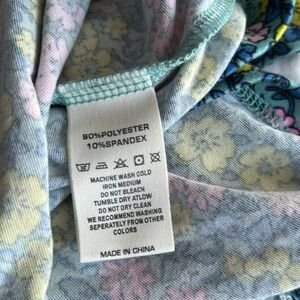 90%POLYESTER
10%SPANDEX
MACHINE WASH COLD
IRON MEDIUM
DO NOT BLEACH
TUMBLE DRY ATLOW
DO NOT DRY CLEAN
WE RECOMMEND WASHING
SEPERATELY FROM OTHER
COLORS
MADE IN CHINA